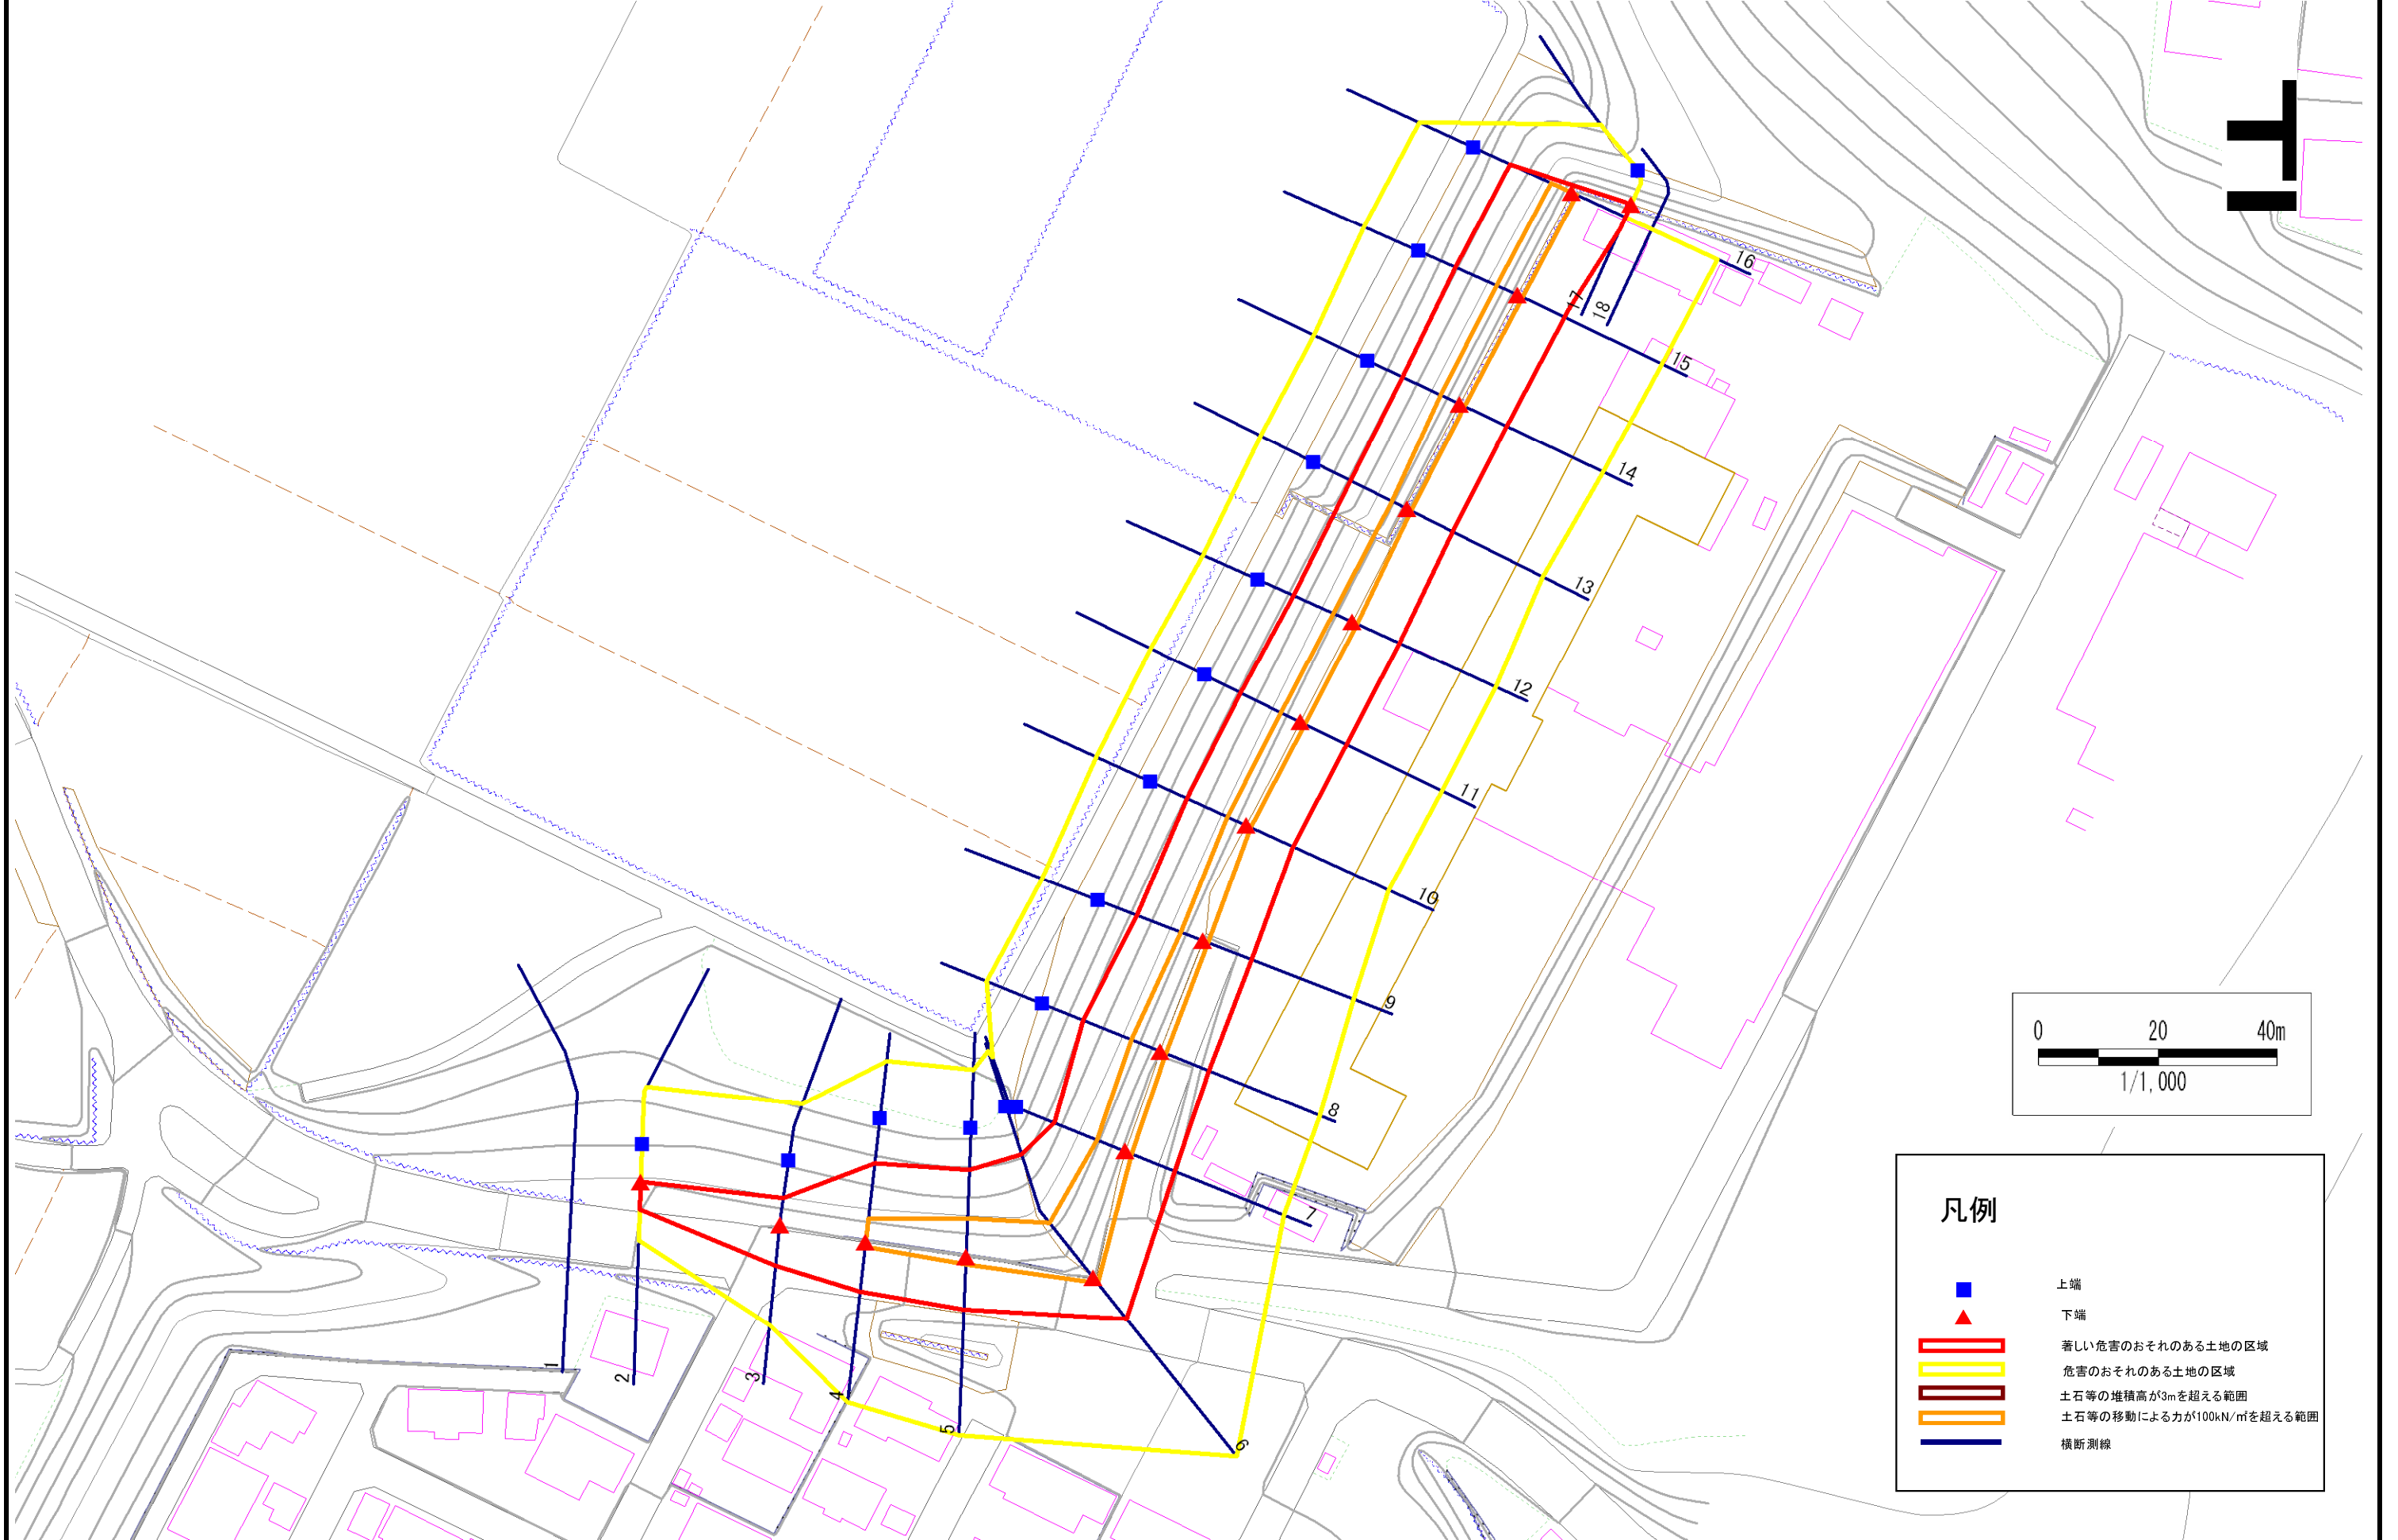 16
17
18
15
14
13
12
11
10
9
8
7
1
2
3
4
5
6
0 20 40m
1/1,000
凡例
上端
下端
著しい危害のおそれのある土地の区域
危害のおそれのある土地の区域
土石等の堆積高が3mを超える範囲
土石等の移動による力が100kN/㎡を超える範囲
横断測線